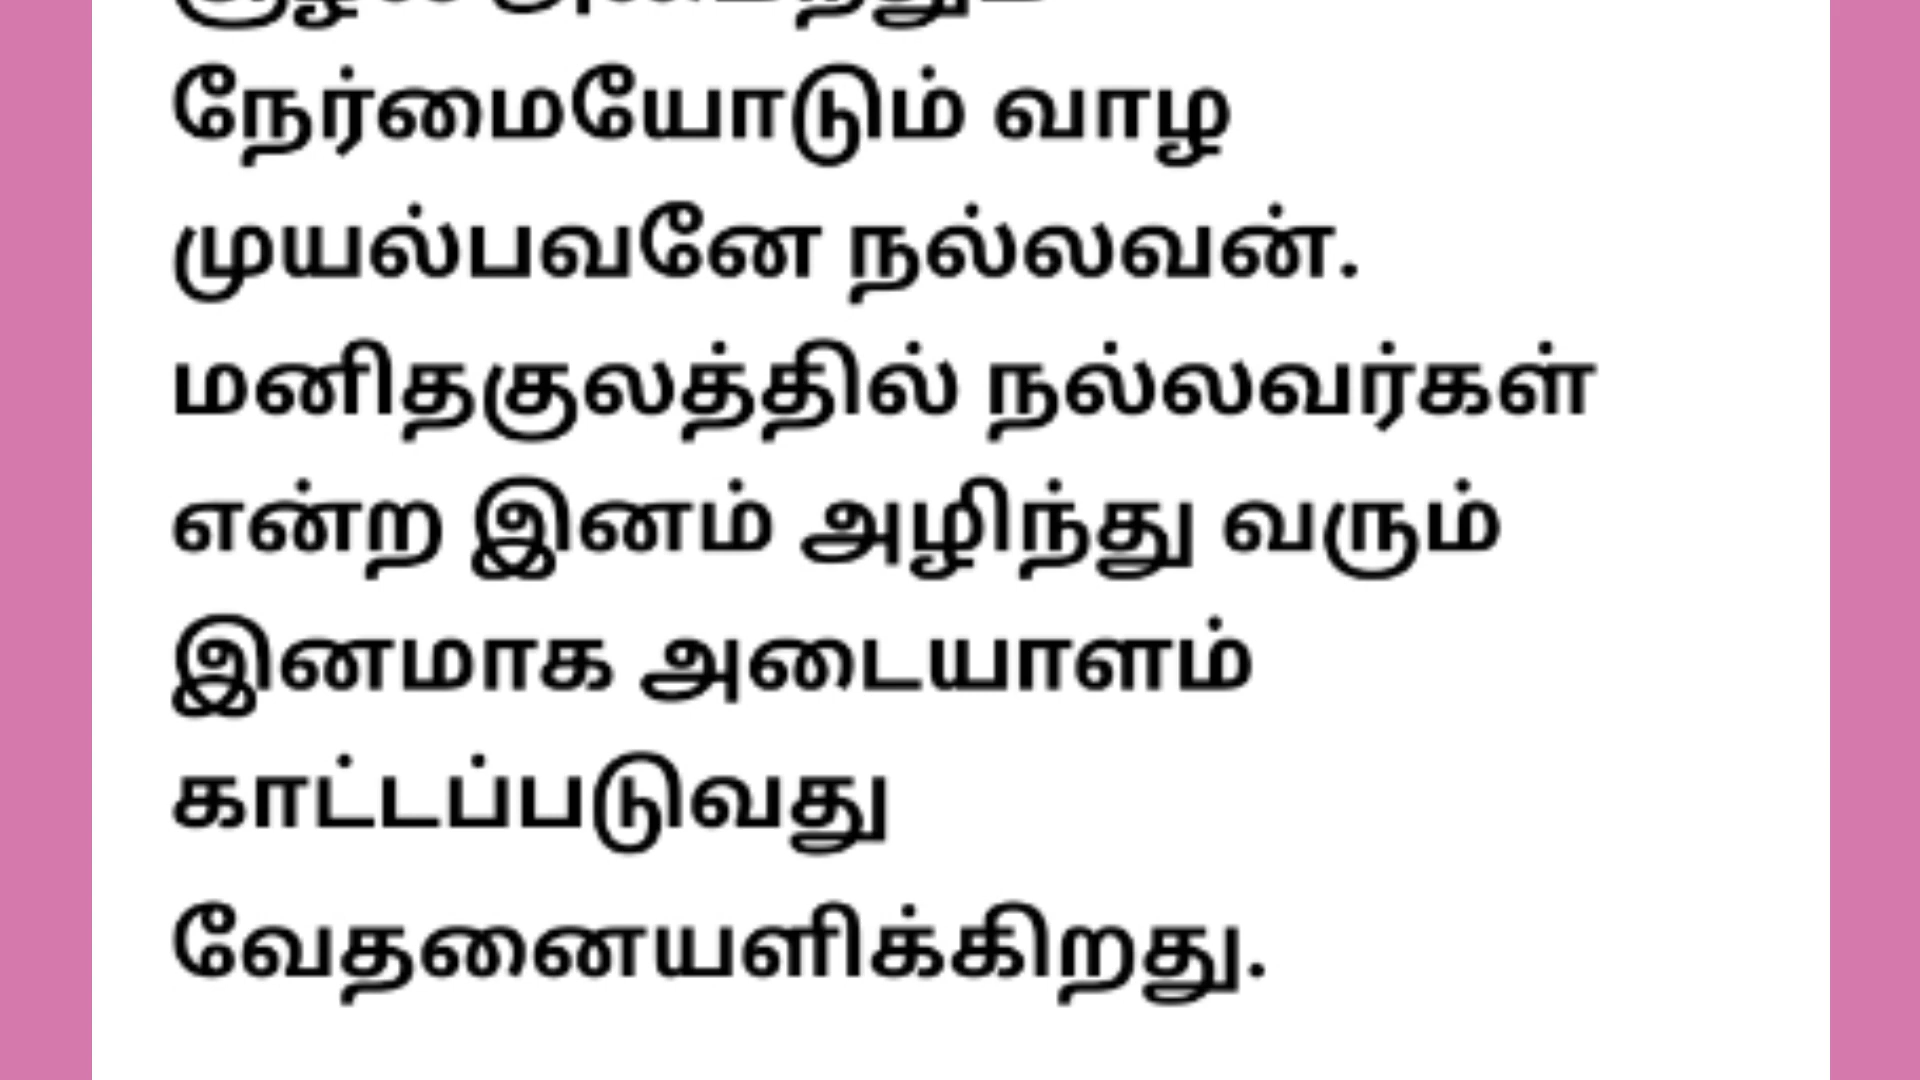 நேர்மையோடும் வாழ
முயல்பவனே நல்லவன்.
மனிதகுலத்தில் நல்லவர்கள்
என்ற இனம் அழிந்து வரும்
இனமாக அடையாளம்
காட்டப்படுவது
வேதனையளிக்கிறது.